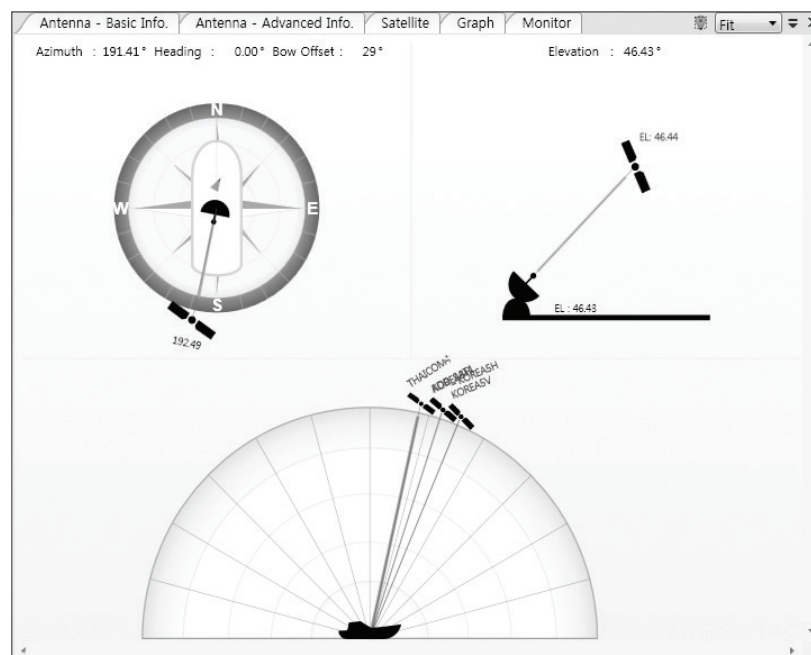 Antenna - Basic Info. Antenna - Advanced Info. Satellite Graph Monitor Fit
Azimuth : 191.41° Heading : 0.00° Bow Offset : 29° Elevation : 46.43°
N
W E
S
192.49
EL: 46.44
EL : 46.43
KOREASH
KOREASV